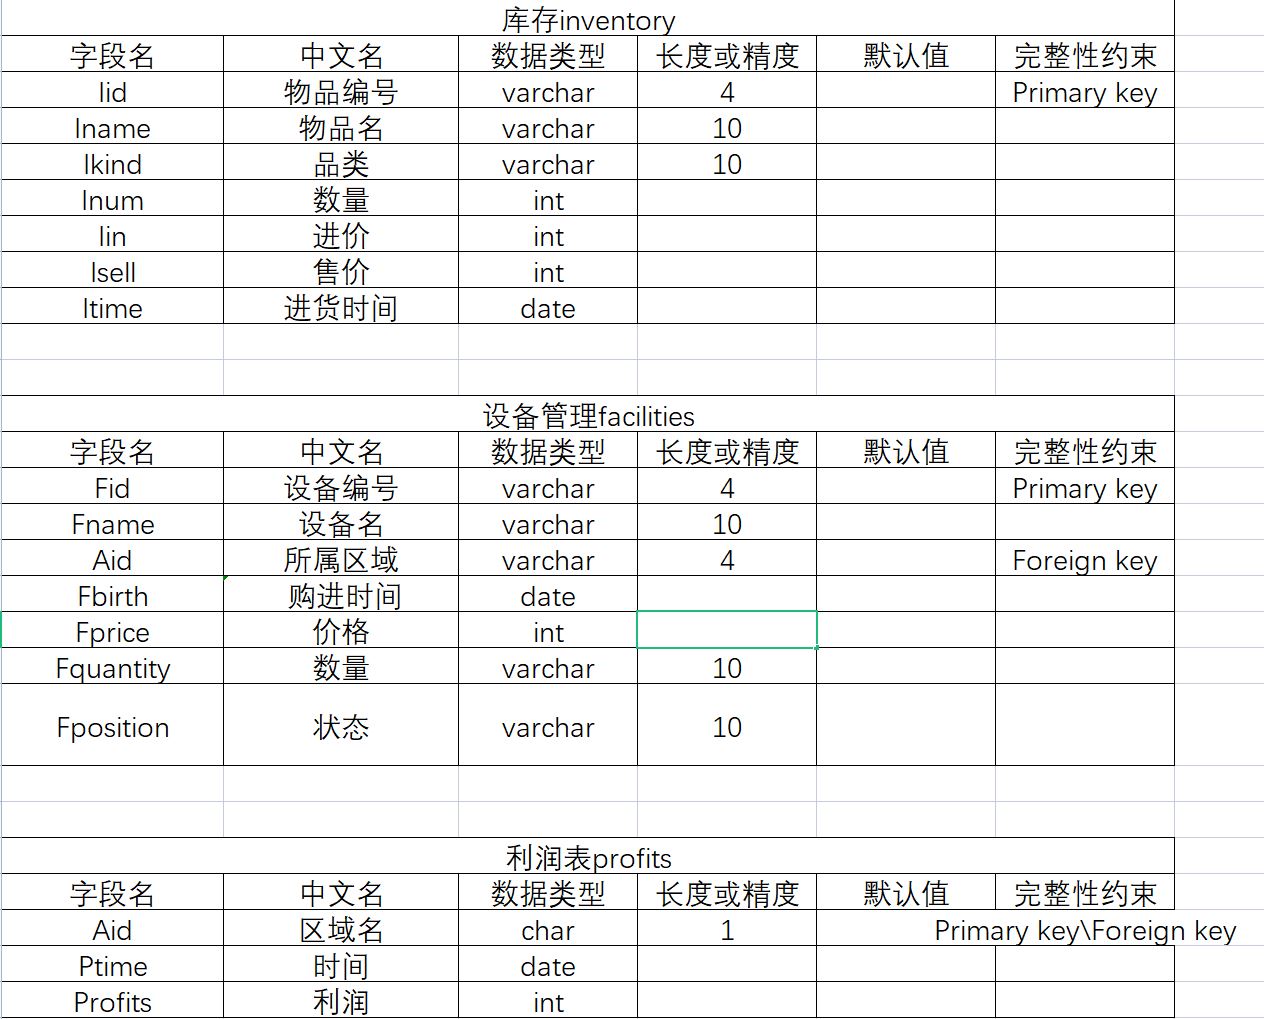 库存inventory
字段名 中文名 数据类型 长度或精度 默认值 完整性约束
Iid 物品编号 varchar 4 Primary key
Iname 物品名 varchar 10
Ikind 品类 varchar 10
Inum 数量 int
Iin 进价 int
Isell 售价 int
Itime 进货时间 date
设备管理facilities
字段名 中文名 数据类型 长度或精度 默认值 完整性约束
Fid 设备编号 varchar 4 Primary key
Fname 设备名 varchar 10
Aid 所属区域 varchar 4 Foreign key
Fbirth 购进时间 date
Fprice 价格 int
Fquantity 数量 varchar 10
Fposition 状态 varchar 10
利润表profits
字段名 中文名 数据类型 长度或精度 默认值 完整性约束
Aid 区域名 char 1 Primary key\Foreign key
Ptime 时间 date
Profits 利润 int